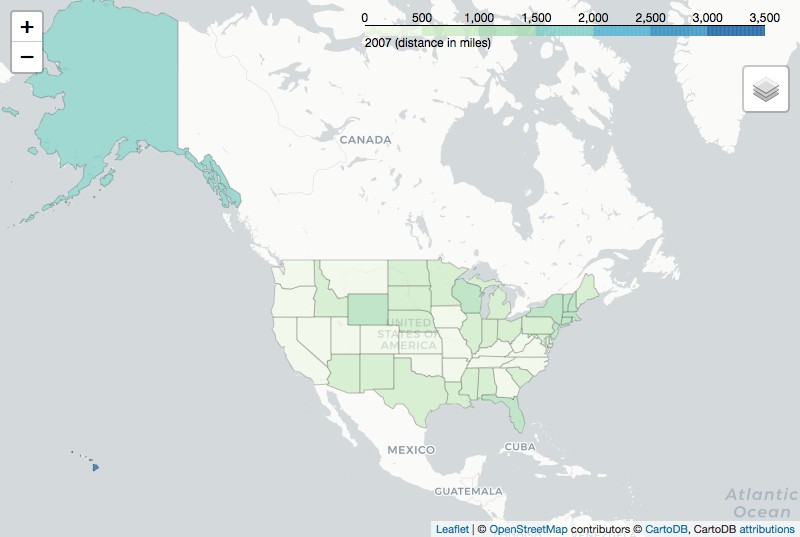 +
−
0 500 1,000 1,500 2,000 2,500 3,000 3,500
2007 (distance in miles)
CANADA
UNITED
STATES OF
AMERICA
MEXICO
CUBA
GUATEMALA
Atlantic
Ocean
Leaflet | © OpenStreetMap contributors © CartoDB, CartoDB attributions